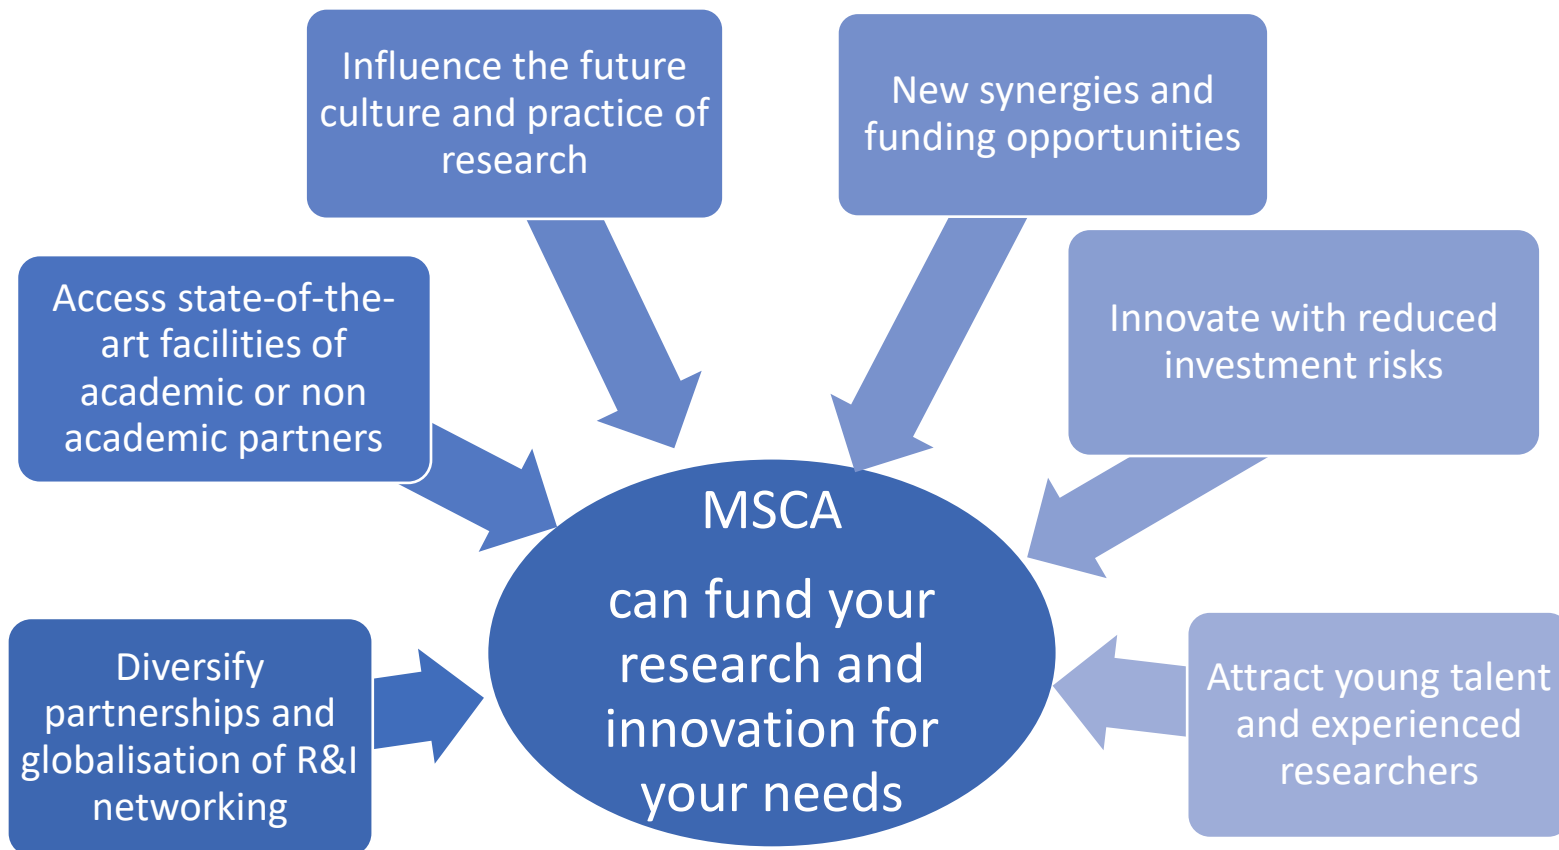 Influence the future
culture and practice of
research
New synergies and
funding opportunities
Access state-of-the-
art facilities of
academic or non
academic partners
Innovate with reduced
investment risks
MSCA
can fund your
research and
innovation for
your needs
Diversify
partnerships and
globalisation of R&I
networking
Attract young talent
and experienced
researchers